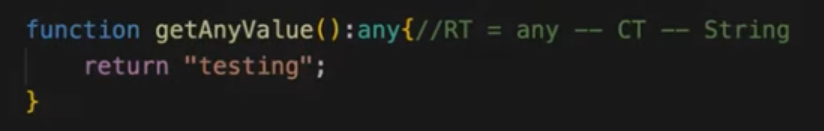 function getAnyValue():any{//RT = any -- CT -- String
return "testing";
}